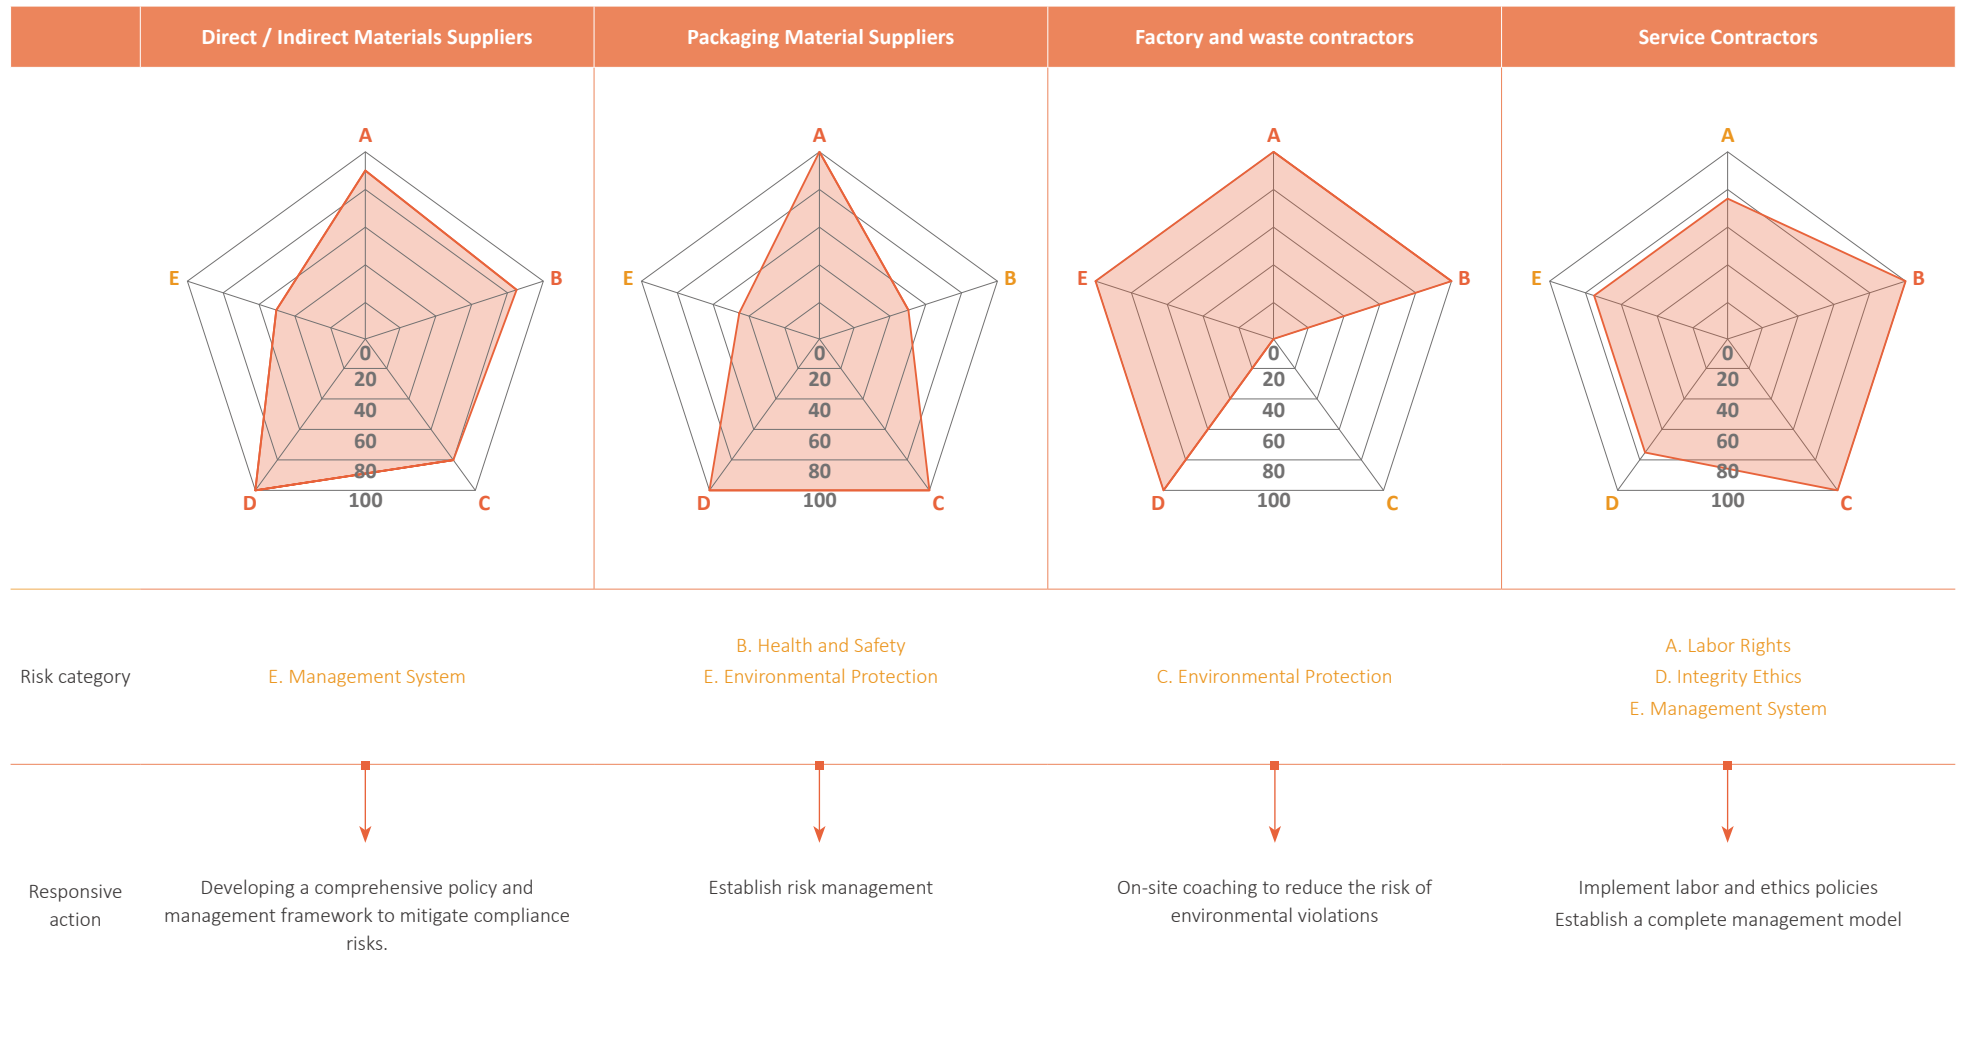 Direct / Indirect Materials Suppliers
Packaging Material Suppliers
Factory and waste contractors
Service Contractors
A
B
C
D
E
0
20
40
60
80
100
A
B
C
D
E
0
20
40
60
80
100
A
B
C
D
E
0
20
40
60
80
100
A
B
C
D
E
0
20
40
60
80
100
Risk category
E. Management System
B. Health and Safety
E. Environmental Protection
C. Environmental Protection
A. Labor Rights
D. Integrity Ethics
E. Management System
Responsive
action
Developing a comprehensive policy and
management framework to mitigate compliance
risks.
Establish risk management
On-site coaching to reduce the risk of
environmental violations
Implement labor and ethics policies
Establish a complete management model